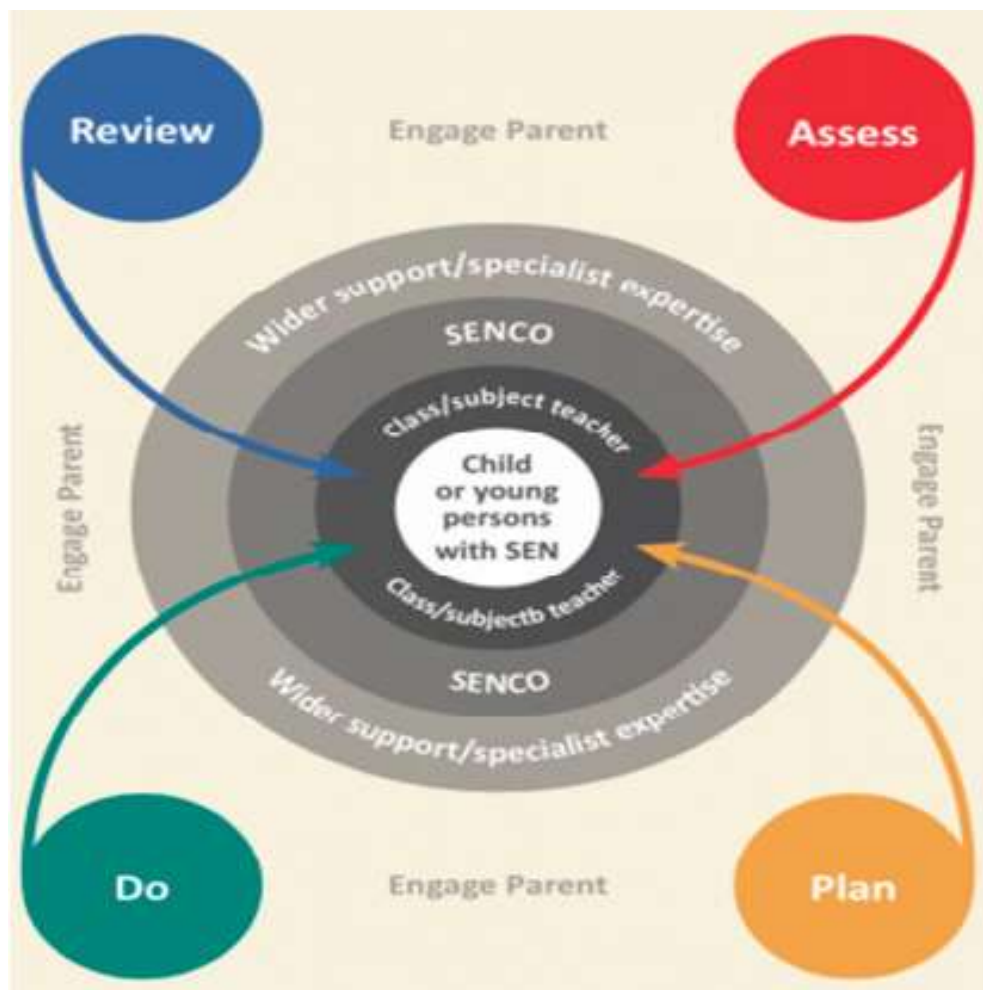 Review
Engage Parent
Assess
Wider support/specialist expertise
SENCO
Class/subject teacher
Engage Parent
Child
or young
persons
with SEN
Engage Parent
Class/subjectb teacher
SENCO
Wider support/specialist expertise
Do
Engage Parent
Plan